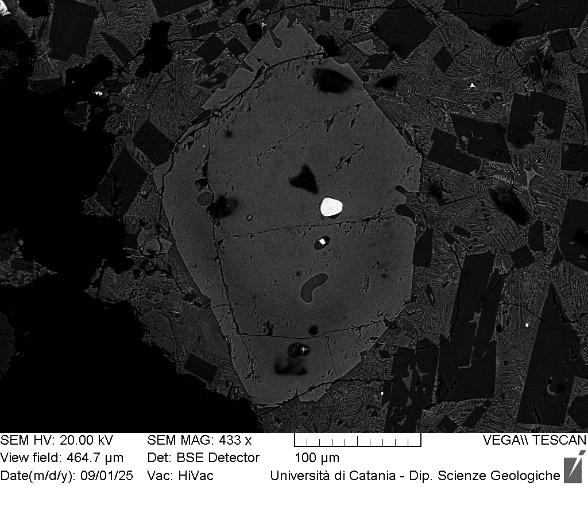 SEM HV: 20.00 kV SEM MAG: 433 x VEGA\\ TESCAN
View field: 464.7 µm Det: BSE Detector 100 µm
Date(m/d/y): 09/01/25 Vac: HiVac Università di Catania - Dip. Scienze Geologiche